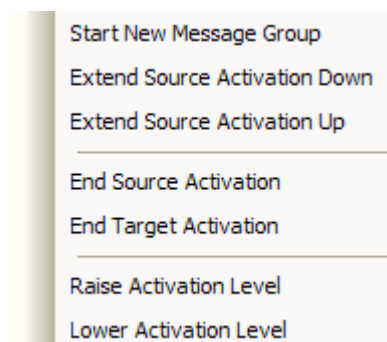 Start New Message Group
Extend Source Activation Down
Extend Source Activation Up
End Source Activation
End Target Activation
Raise Activation Level
Lower Activation Level